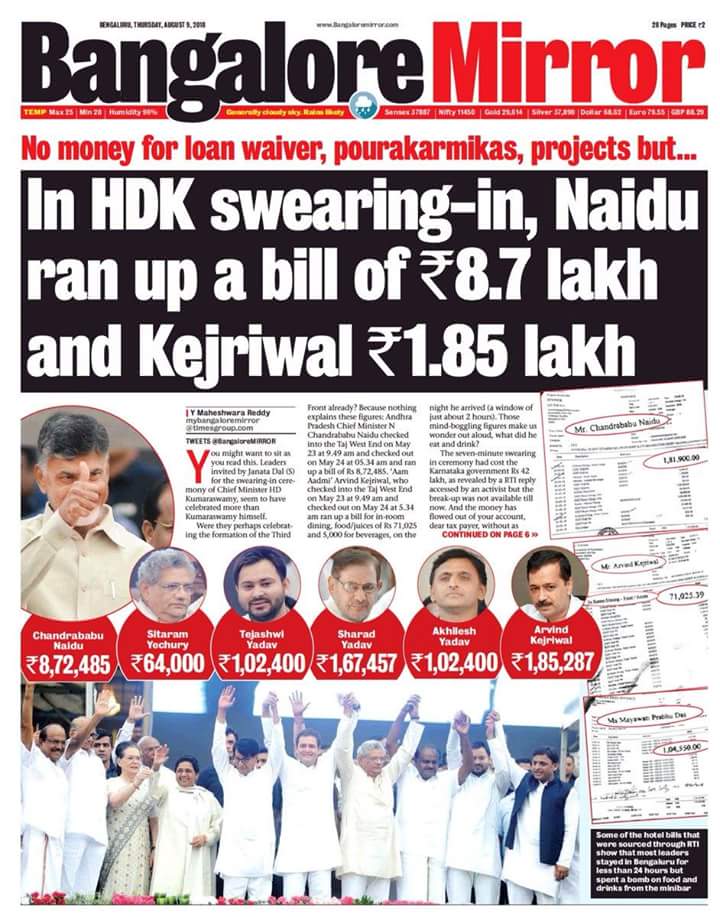 BENGALURU, THURSDAY, AUGUST 9, 2018
www.Bangaloremirror.com
28 Pages PRICE ₹2
Bangalore Mirror
TEMP Max 25 | Min 20 | Humidity 96%
Generally cloudy sky. Rains likely
Sensex 37887 | Nifty 11450 | Gold 29,614 | Silver 37,898 | Dollar 68.62 | Euro 79.55 | GBP 88.29
No money for loan waiver, pourakarmikas, projects but...
In HDK swearing-in, Naidu
ran up a bill of ₹8.7 lakh
and Kejriwal ₹1.85 lakh
Y Maheshwara Reddy
mybangaloremirror
@timesgroup.com
TWEETS @BangaloreMIRROR
You might want to sit as
you read this. Leaders
invited by Janata Dal (S)
for the swearing-in cere-
mony of Chief Minister HD
Kumaraswamy, seem to have
celebrated more than
Kumaraswamy himself.
Were they perhaps celebrat-
ing the formation of the Third
Front already? Because nothing
explains these figures: Andhra
Pradesh Chief Minister N
Chandrababu Naidu checked
into the Taj West End on May
23 at 9.49 am and checked out
on May 24 at 05.34 am and ran
up a bill of Rs 8,72,485. 'Aam
Aadmi' Arvind Kejriwal, who
checked into the Taj West End on
May 23 at 9.49 am and
checked out on May 24 at 5.34
am ran up a bill for in-room
dining, food/juices of Rs 71,025
and 5,000 for beverages, on the
night he arrived (a window of
just about 2 hours). Those
mind-boggling figures make us
wonder out aloud, what did he
eat and drink?
The seven-minute swearing
in ceremony had cost the
Karnataka government Rs 42
lakh, as revealed by a RTI reply
accessed by an activist but the
break-up was not available till
now. And the money has
flowed out of your account,
dear tax payer, without as
CONTINUED ON PAGE 6 »
Mr. Chandrababu Naidu
1,81,900.00
Mr Arvind Kejriwal
71,025.39
Ms Mayawati Prabhu Das
1,04,550.00
Chandrababu
Naidu
₹8,72,485
Sitaram
Yechury
₹64,000
Tejashwi
Yadav
₹1,02,400
Sharad
Yadav
₹1,67,457
Akhilesh
Yadav
₹1,02,400
Arvind
Kejriwal
₹1,85,287
Some of the hotel bills that
were sourced through RTI
show that most leaders
stayed in Bengaluru for
less than 24 hours but
spent a bomb on food and
drinks from the minibar